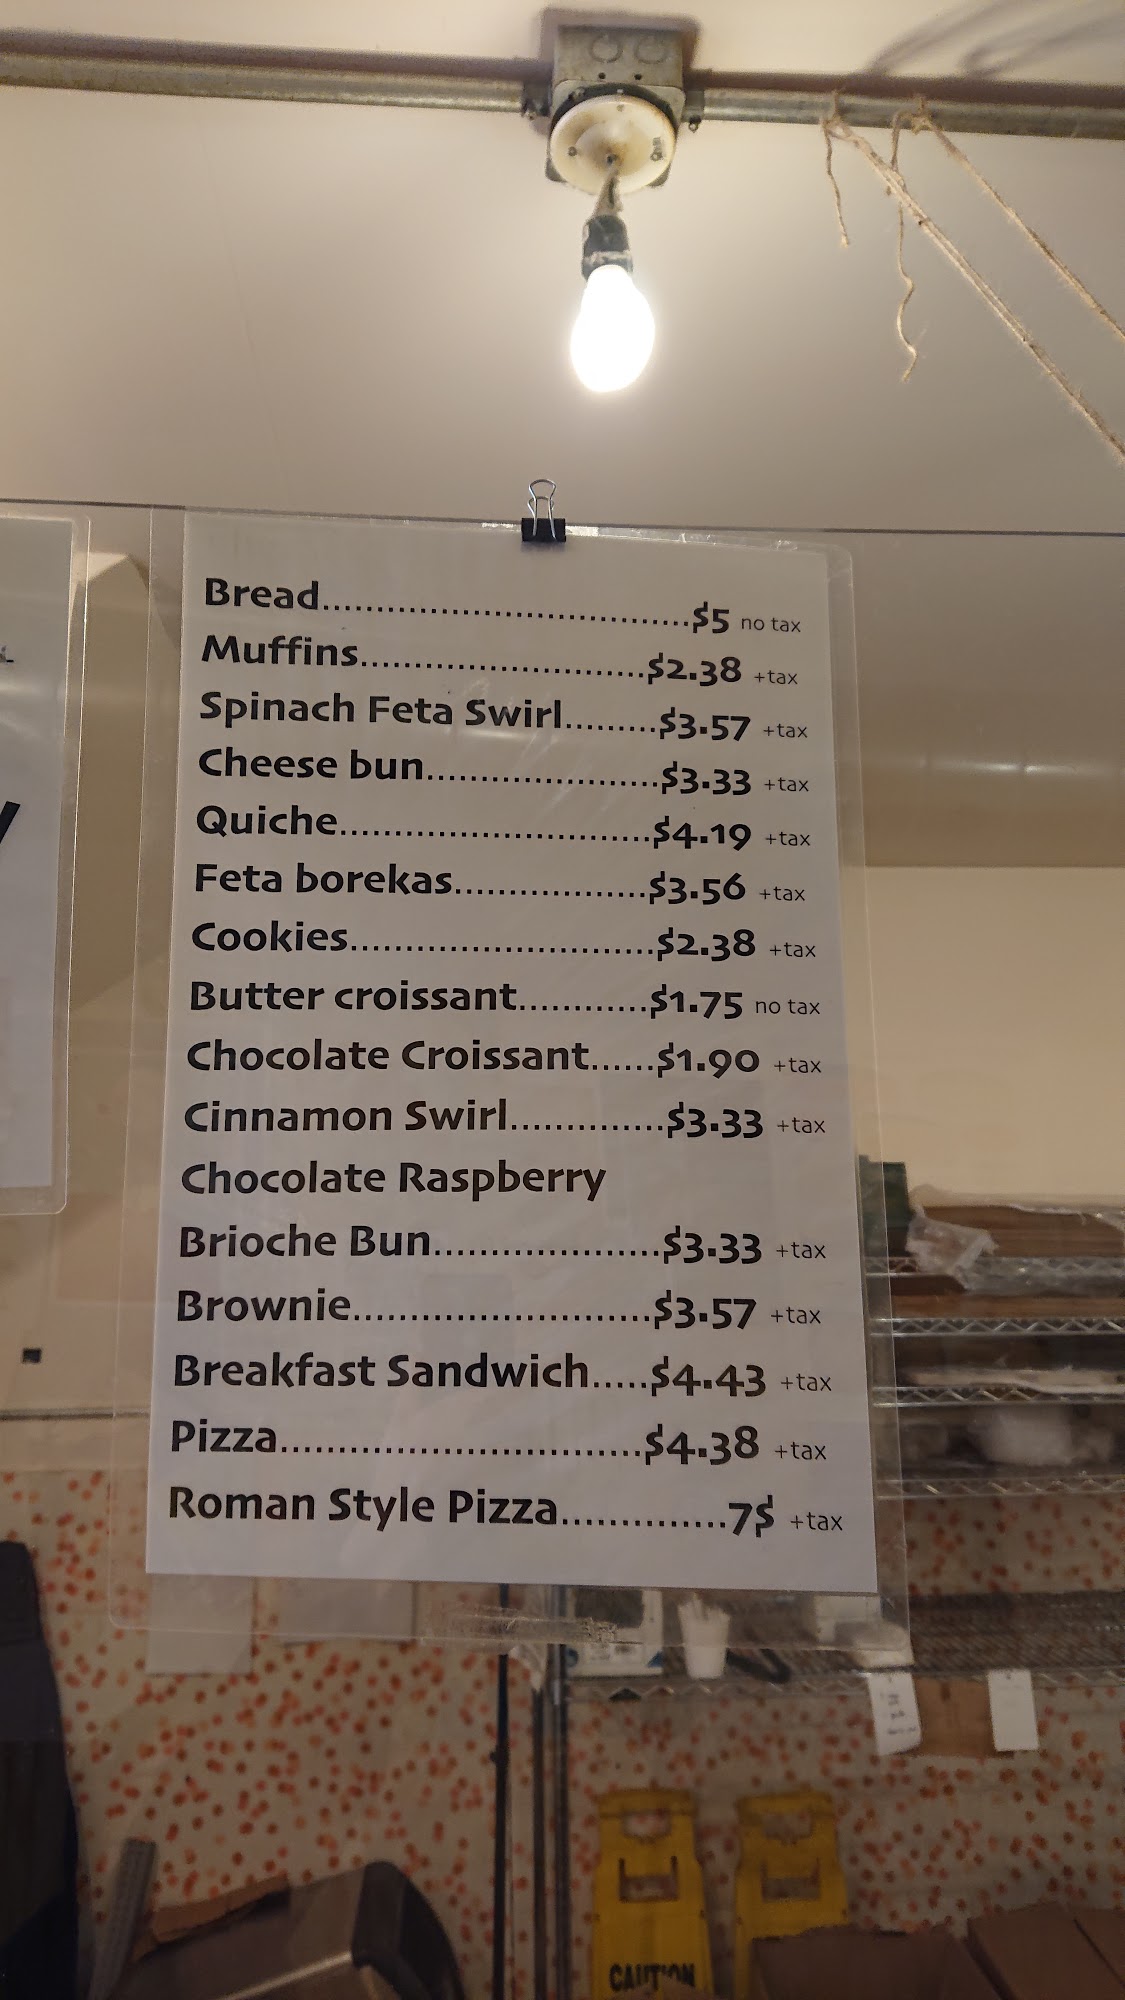 Bread.....................................$5 no tax
Muffins...........................$2.38 +tax
Spinach Feta Swirl.........$3.57 +tax
Cheese bun......................$3.33 +tax
Quiche..............................$4.19 +tax
Feta borekas..................$3.56 +tax
Cookies.............................$2.38 +tax
Butter croissant............$1.75 no tax
Chocolate Croissant......$1.90 +tax
Cinnamon Swirl..............$3.33 +tax
Chocolate Raspberry
Brioche Bun.....................$3.33 +tax
Brownie............................$3.57 +tax
Breakfast Sandwich.....$4.43 +tax
Pizza..................................$4.38 +tax
Roman Style Pizza...............7$ +tax
CAUTION